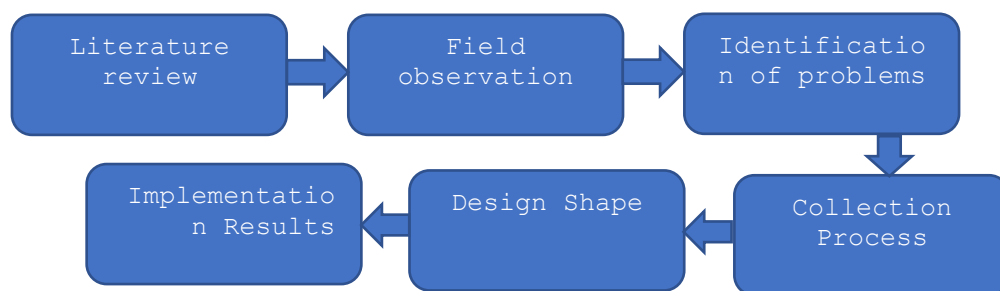 Literature
review
Field
observation
Identificatio
n of problems
Collection
Process
Design Shape
Implementatio
n Results